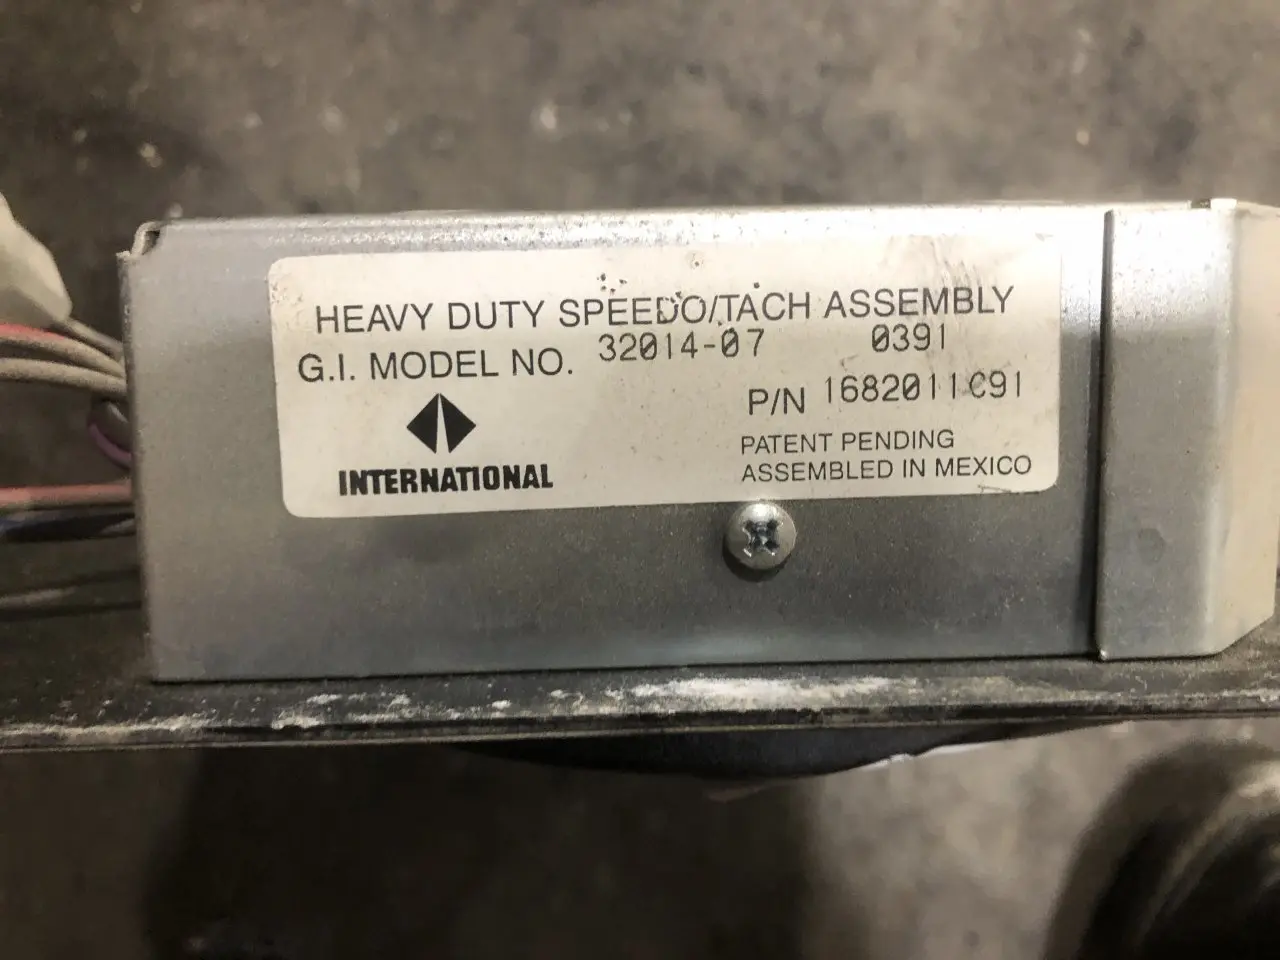 HEAVY DUTY SPEEDO/TACH ASSEMBLY
G.I. MODEL NO. 32014-07 0391
P/N 1682011C91
INTERNATIONAL
PATENT PENDING
ASSEMBLED IN MEXICO